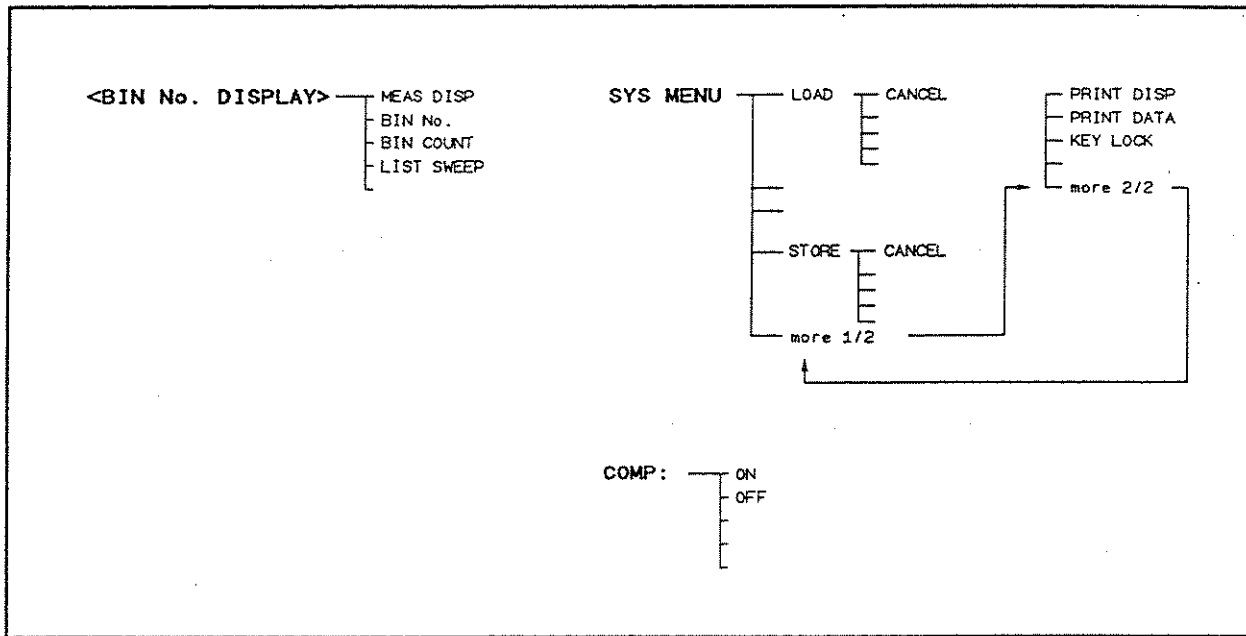 <BIN No. DISPLAY>
MEAS DISP
BIN No.
BIN COUNT
LIST SWEEP
SYS MENU
LOAD
CANCEL
STORE
CANCEL
more 1/2
PRINT DISP
PRINT DATA
KEY LOCK
more 2/2
COMP:
ON
OFF